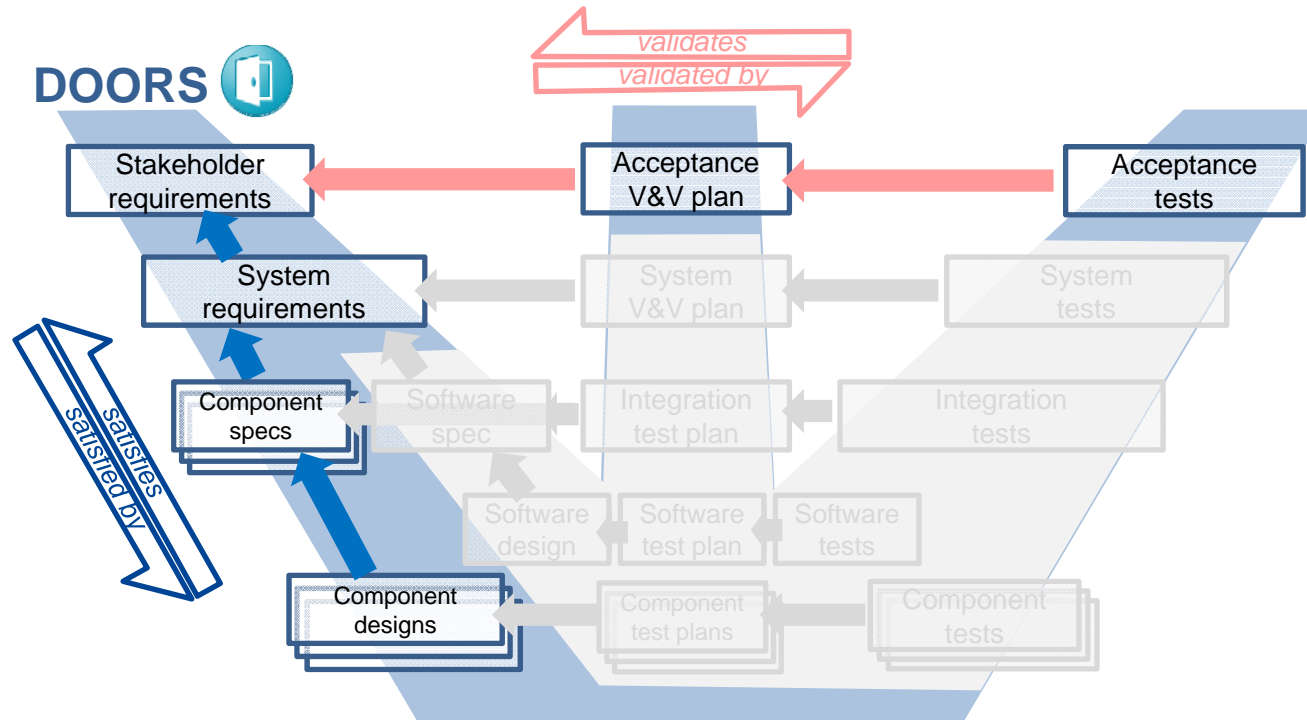 validates
validated by
DOORS
Stakeholder
requirements
Acceptance
V&V plan
Acceptance
tests
System
requirements
System
V&V plan
System
tests
satisfies
satisfied by
Component
specs
Software
spec
Integration
test plan
Integration
tests
Software
design
Software
test plan
Software
tests
Component
designs
Component
test plans
Component
tests